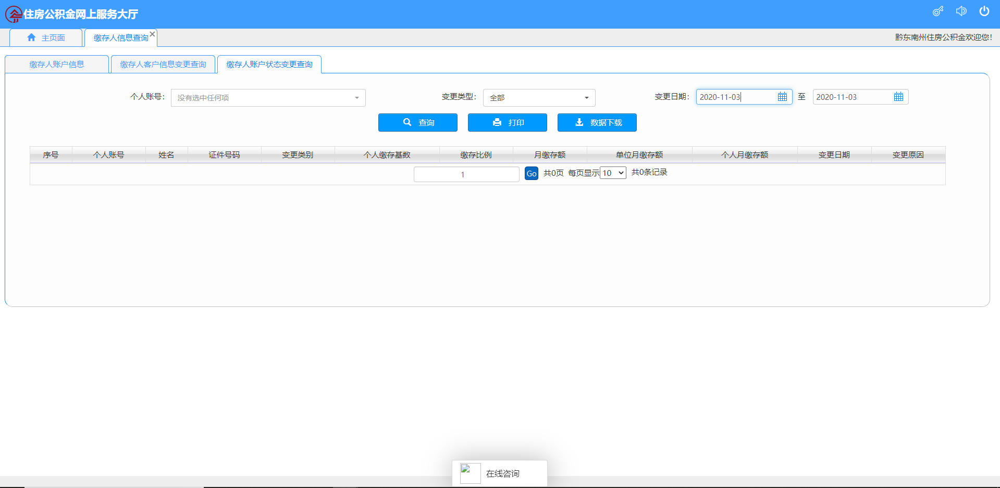 住房公积金网上服务大厅
主页面 缴存人信息查询 黔东南州住房公积金欢迎您!
缴存人账户信息 缴存人客户信息变更查询 缴存人账户状态变更查询
个人账号: 没有选中任何项 变更类型: 全部 变更日期: 2020-11-03 至 2020-11-03
查询 打印 数据下载
序号 个人账号 姓名 证件号码 变更类别 个人缴存基数 缴存比例 月缴存额 单位月缴存额 个人月缴存额 变更日期 变更原因
1 Go 共0页 每页显示 10 共0条记录
在线咨询